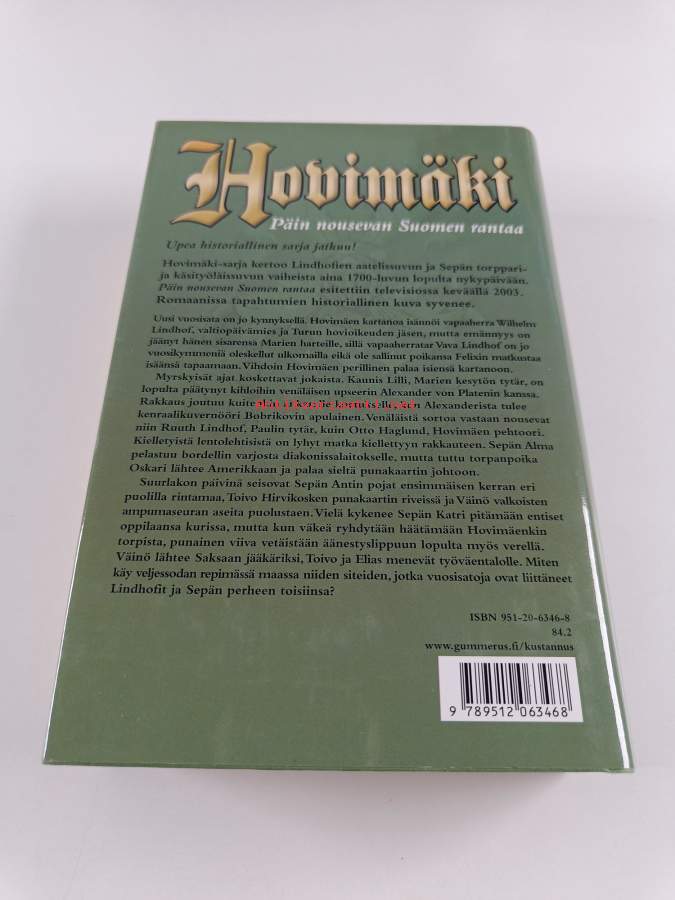 Hovimäki
Päin nousevan Suomen rantaa
Upea historiallinen sarja jatkuu!
Hovimäki-sarja kertoo Lindhofien aatelissuvun ja Sepän torppari-
ja käsityöläissuvun vaiheista aina 1700-luvun lopulta nykypäivään.
Päin nousevan Suomen rantaa esitettiin televisiossa keväällä 2003.
Romaanissa tapahtumien historiallinen kuva syvenee.
Uusi vuosisata on jo kynnyksellä. Hovimäen kartanoa isännöi vapaaherra Wilhelm
Lindhof, valtiopäivämies ja Turun hovioikeuden jäsen, mutta emännyys on
jäänyt hänen sisarensa Marien harteille, sillä vapaaherratar Vava Lindhof on jo
vuosikymmeniä oleskellut ulkomailla eikä ole sallinut poikansa Felixin matkustaa
isäänsä tapaamaan. Vihdoin Hovimäen perillinen palaa isiensä kartanoon.
Myrskyisät ajat koskettavat jokaista. Kaunis Lilli, Marien kesytön tytär, on
lopulta päätynyt kihloihin venäläisen upseerin Alexander von Platenin kanssa.
Rakkaus joutuu kovalle koetukselle, kun Alexanderista tulee
kenraalikuvernööri Bobrikovin apulainen. Venäläistä sortoa vastaan nousevat
niin Ruuth Lindhof, Paulin tytär, kuin Otto Haglund, Hovimäen pehtoori.
Kielletyistä lentolehtisistä on lyhyt matka kiellettyyn rakkauteen. Sepän Alma
pelastuu bordellin varjosta diakonissalaitokselle, mutta tuttu torpanpoika
Oskari lähtee Amerikkaan ja palaa sieltä punakaartin johtoon.
Suurlakon päivinä seisovat Sepän Antin pojat ensimmäisen kerran eri
puolilla rintamaa, Toivo Hirvikosken punakaartin riveissä ja Väinö valkoisten
ampumaseuran aseita puolustaen. Vielä kykenee Sepän Katri pitämään entiset
oppilaansa kurissa, mutta kun väkeä ryhdytään häätämään Hovimäenkin
torpista, punainen viiva vetäistään äänestyslippuun lopulta myös verellä.
Väinö lähtee Saksaan jääkäriksi, Toivo ja Elias menevät työväentalolle. Miten
käy veljessodan repimässä maassa niiden siteiden, jotka vuosisatoja ovat liittäneet
Lindhofit ja Sepän perheen toisiinsa?
ISBN 951-20-6346-8
84.2
www.gummerus.fi/kustannus
9 789512 063468